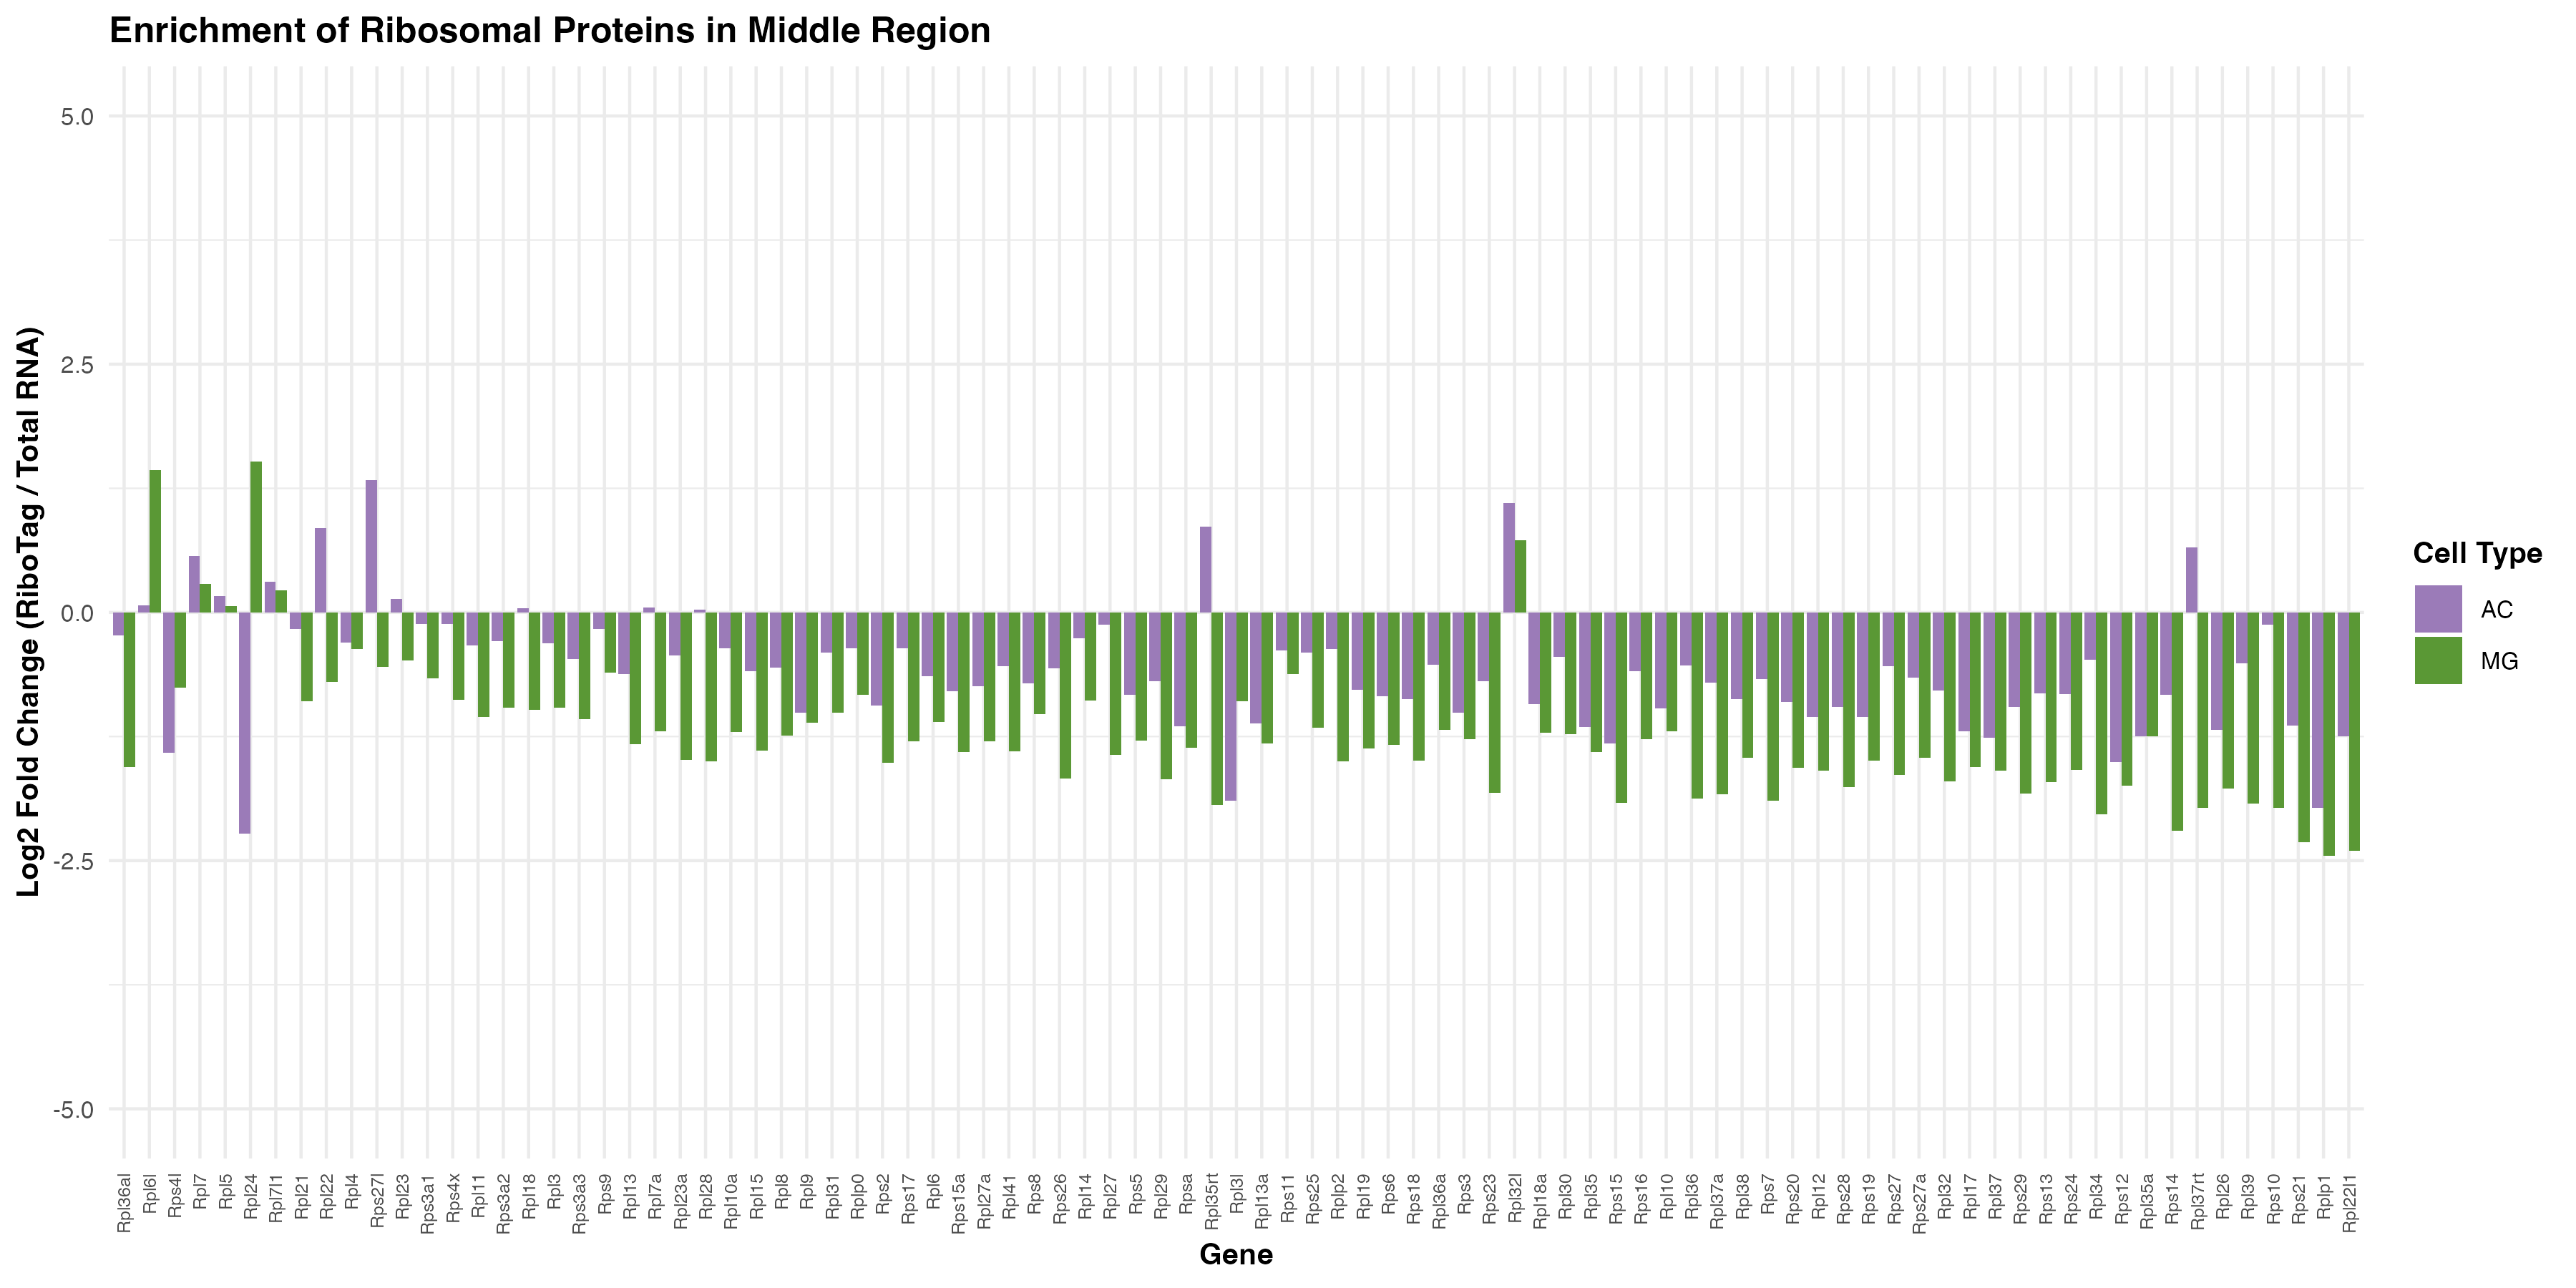 Enrichment of Ribosomal Proteins in Middle Region
Log2 Fold Change (RiboTag / Total RNA)
5.0
2.5
0.0
-2.5
-5.0
Rpl36al
Rpl6l
Rps4l
Rpl7
Rpl5
Rpl24
Rpl7l1
Rpl21
Rpl22
Rpl4
Rps27l
Rpl23
Rps3a1
Rps4x
Rpl11
Rps3a2
Rpl18
Rpl3
Rps3a3
Rps9
Rpl13
Rpl7a
Rpl23a
Rpl28
Rpl10a
Rpl15
Rpl8
Rpl9
Rpl31
Rplp0
Rps2
Rps17
Rpl6
Rps15a
Rpl27a
Rpl41
Rps8
Rps26
Rpl14
Rpl27
Rps5
Rpl29
Rpsa
Rpl35rt
Rpl3l
Rpl13a
Rps11
Rps25
Rplp2
Rpl19
Rps6
Rps18
Rpl36a
Rps3
Rps23
Rpl32l
Rpl18a
Rpl30
Rpl35
Rps15
Rps16
Rpl10
Rpl36
Rpl37a
Rpl38
Rps7
Rps20
Rpl12
Rps28
Rps19
Rps27
Rps27a
Rpl32
Rpl17
Rpl37
Rps29
Rps13
Rps24
Rpl34
Rps12
Rpl35a
Rps14
Rpl37rt
Rpl26
Rpl39
Rps10
Rps21
Rplp1
Rpl22l1
Gene
Cell Type
AC
MG